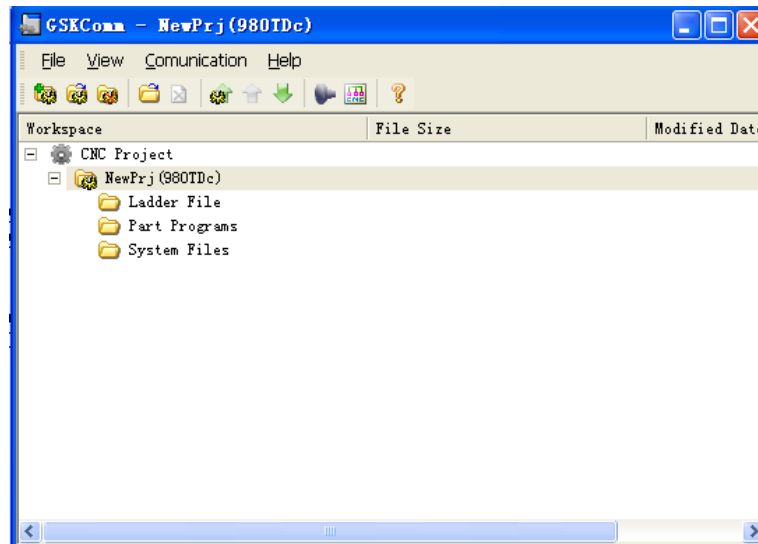 GSKComm - NewPrj(980TDc)
File View Comunication Help
Workspace File Size Modified Date
CNC Project
NewPrj(980TDc)
Ladder File
Part Programs
System Files